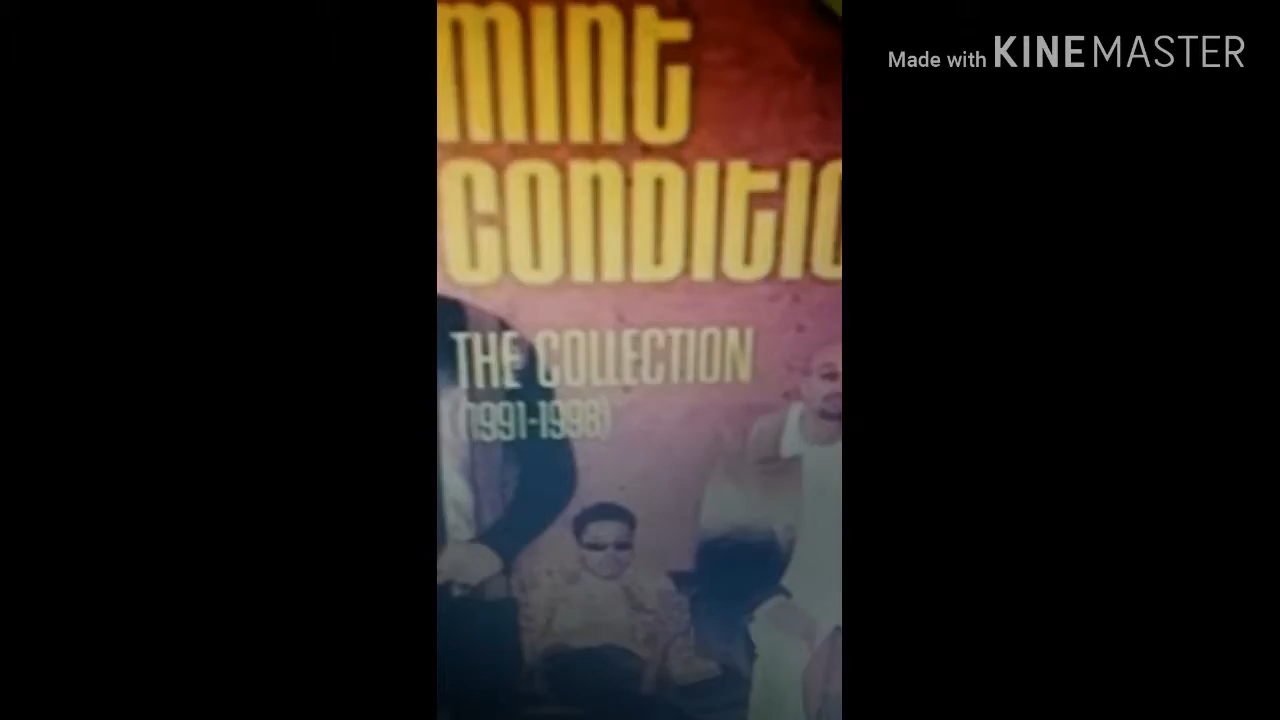 Made with KINEMASTER
mint
CONDITIO
THE COLLECTION
(1991-1998)